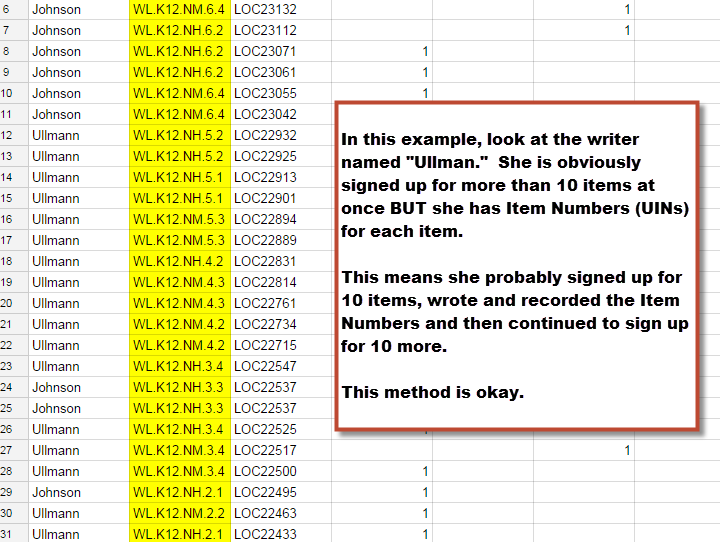 6 Johnson WL.K12.NM.6.4 LOC23132 1
7 Johnson WL.K12.NH.6.2 LOC23112 1
8 Johnson WL.K12.NH.6.2 LOC23071 1
9 Johnson WL.K12.NH.6.2 LOC23061 1
10 Johnson WL.K12.NM.6.4 LOC23055 1
11 Johnson WL.K12.NM.6.4 LOC23042
12 Ullmann WL.K12.NH.5.2 LOC22932
13 Ullmann WL.K12.NH.5.2 LOC22925
14 Ullmann WL.K12.NH.5.1 LOC22913
15 Ullmann WL.K12.NH.5.1 LOC22901
16 Ullmann WL.K12.NM.5.3 LOC22894
17 Ullmann WL.K12.NM.5.3 LOC22889
18 Ullmann WL.K12.NH.4.2 LOC22831
19 Ullmann WL.K12.NM.4.3 LOC22814
20 Ullmann WL.K12.NM.4.3 LOC22761
21 Ullmann WL.K12.NM.4.2 LOC22734
22 Ullmann WL.K12.NM.4.2 LOC22715
23 Ullmann WL.K12.NH.3.4 LOC22547
24 Johnson WL.K12.NH.3.3 LOC22537
25 Johnson WL.K12.NH.3.3 LOC22537
26 Ullmann WL.K12.NH.3.4 LOC22525
27 Ullmann WL.K12.NM.3.4 LOC22517 1
28 Ullmann WL.K12.NM.3.4 LOC22500 1
29 Johnson WL.K12.NH.2.1 LOC22495 1
30 Ullmann WL.K12.NM.2.2 LOC22463 1
31 Ullmann WL.K12.NH.2.1 LOC22433 1
In this example, look at the writer
named "Ullman." She is obviously
signed up for more than 10 items at
once BUT she has Item Numbers (UINs)
for each item.
This means she probably signed up for
10 items, wrote and recorded the Item
Numbers and then continued to sign up
for 10 more.
This method is okay.